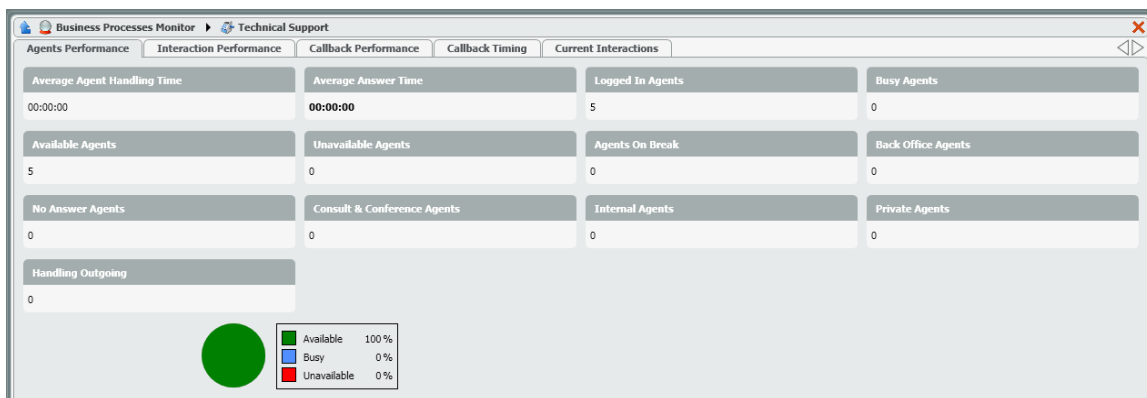 Business Processes Monitor Technical Support
Agents Performance Interaction Performance Callback Performance Callback Timing Current Interactions
Average Agent Handling Time Average Answer Time Logged In Agents Busy Agents
00:00:00 00:00:00 5 0
Available Agents Unavailable Agents Agents On Break Back Office Agents
5 0 0 0
No Answer Agents Consult & Conference Agents Internal Agents Private Agents
0 0 0 0
Handling Outgoing
0
Available 100 %
Busy 0 %
Unavailable 0 %